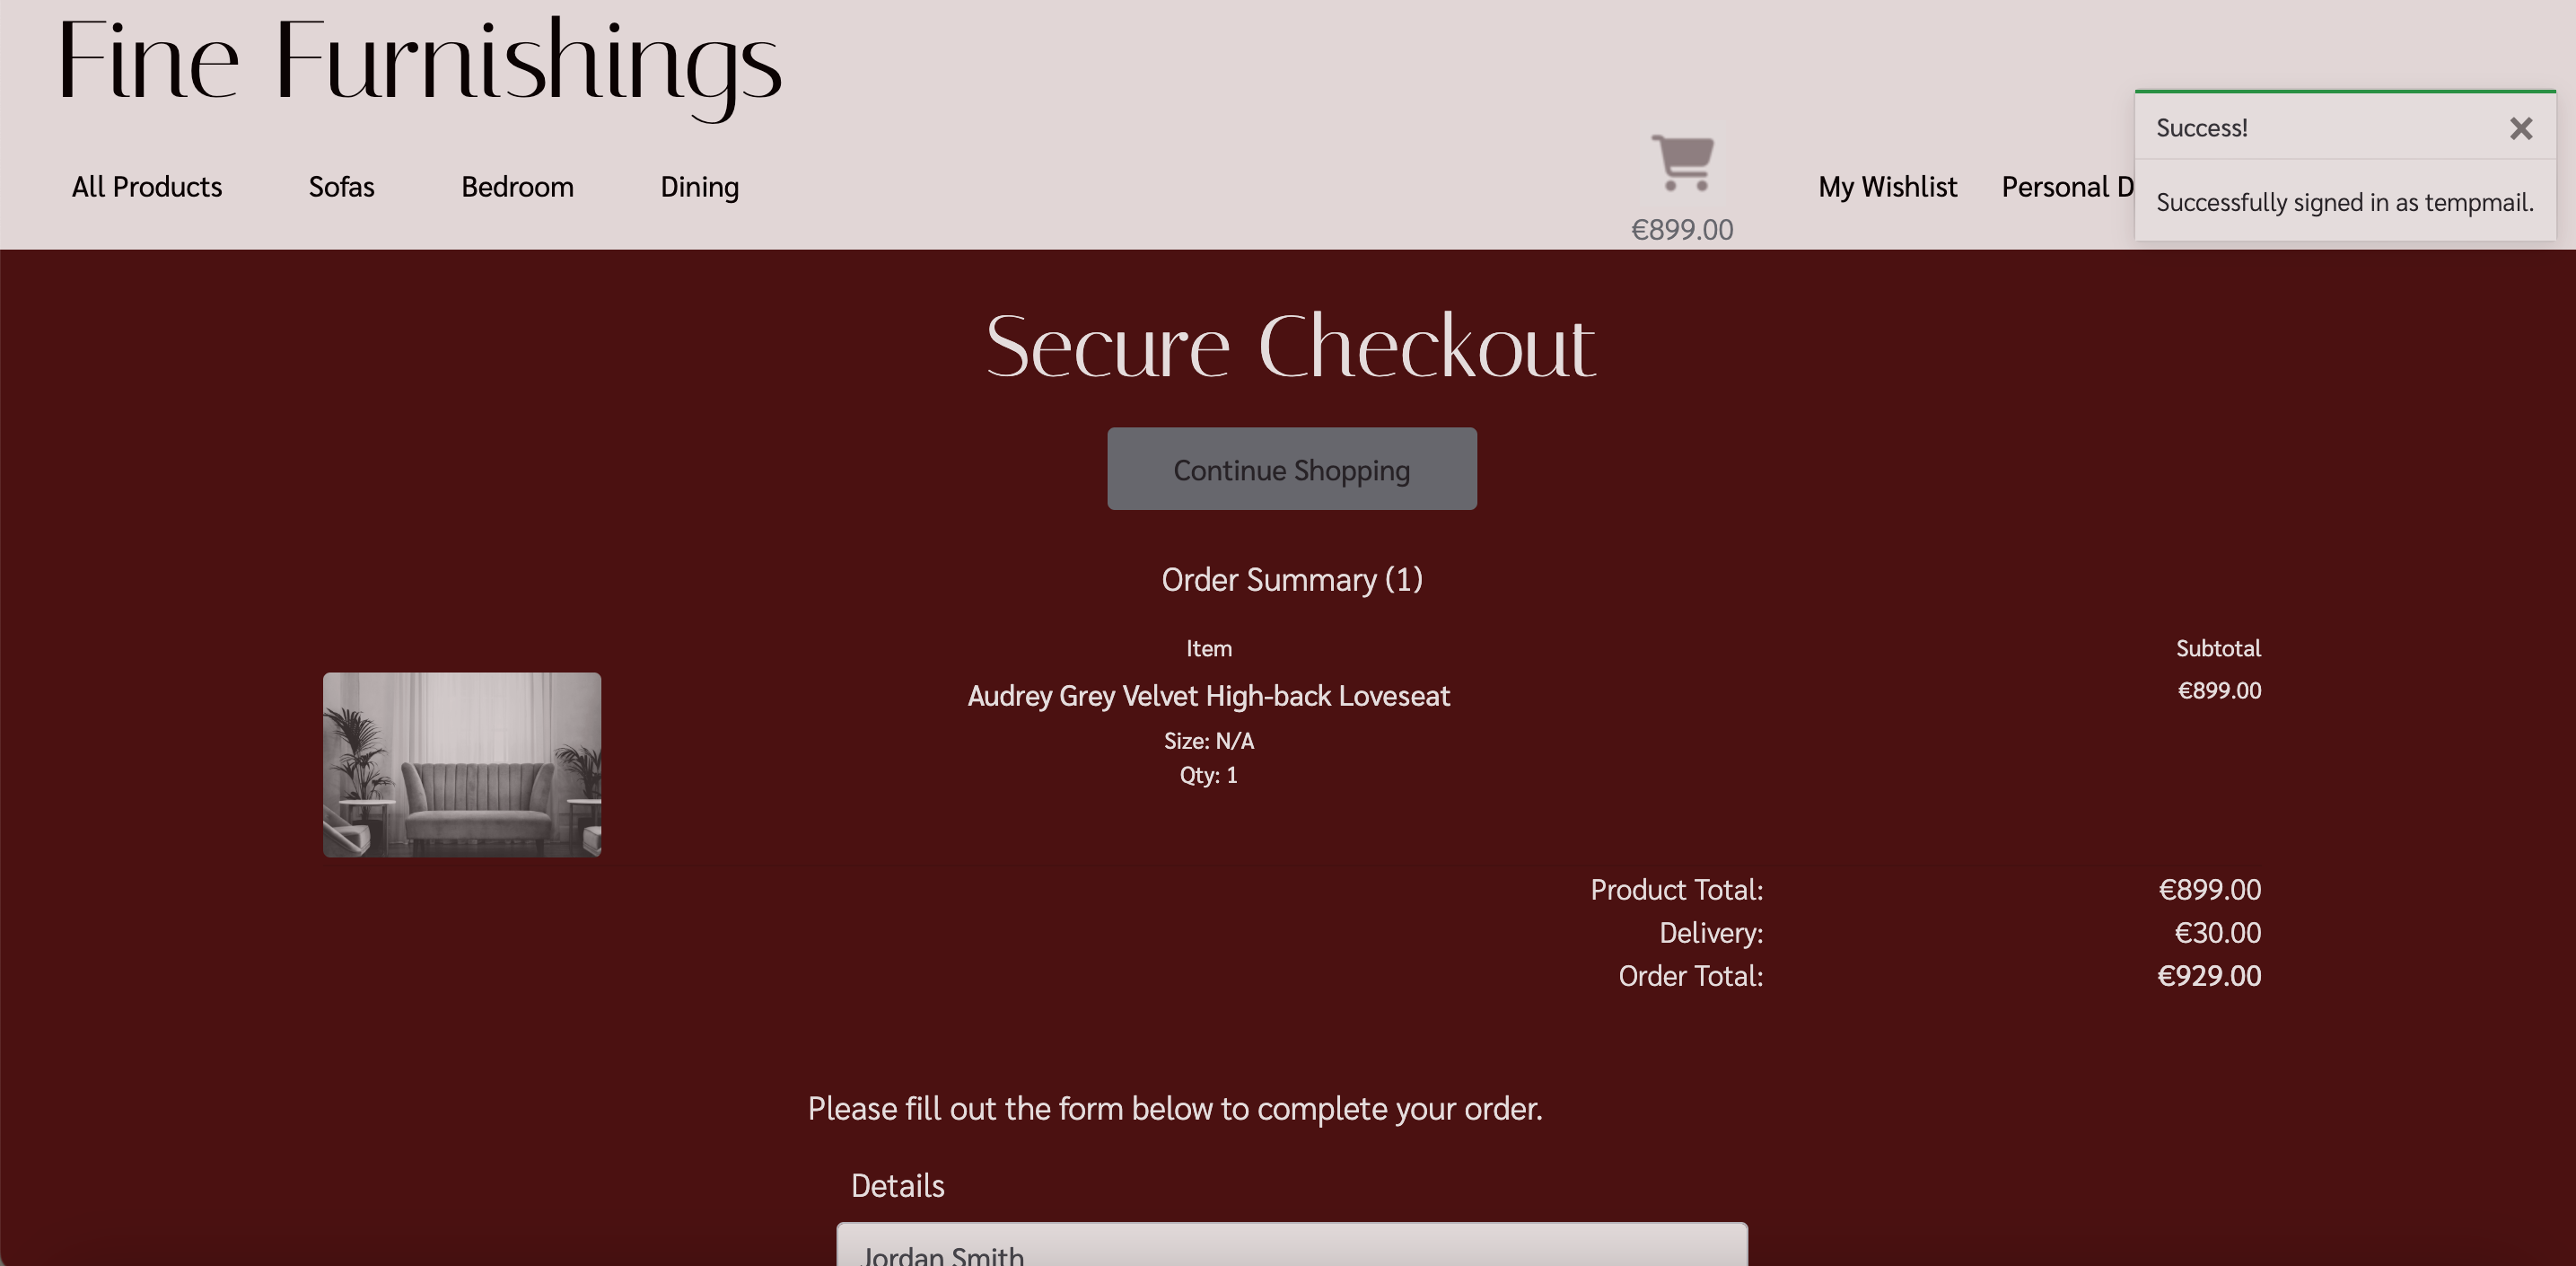 Fine Furnishings
All Products Sofas Bedroom Dining
€899.00
My Wishlist Personal D
Success!
Successfully signed in as tempmail.
Secure Checkout
Continue Shopping
Order Summary (1)
Item Subtotal
Audrey Grey Velvet High-back Loveseat €899.00
Size: N/A
Qty: 1
Product Total: €899.00
Delivery: €30.00
Order Total: €929.00
Please fill out the form below to complete your order.
Details
Jordan Smith